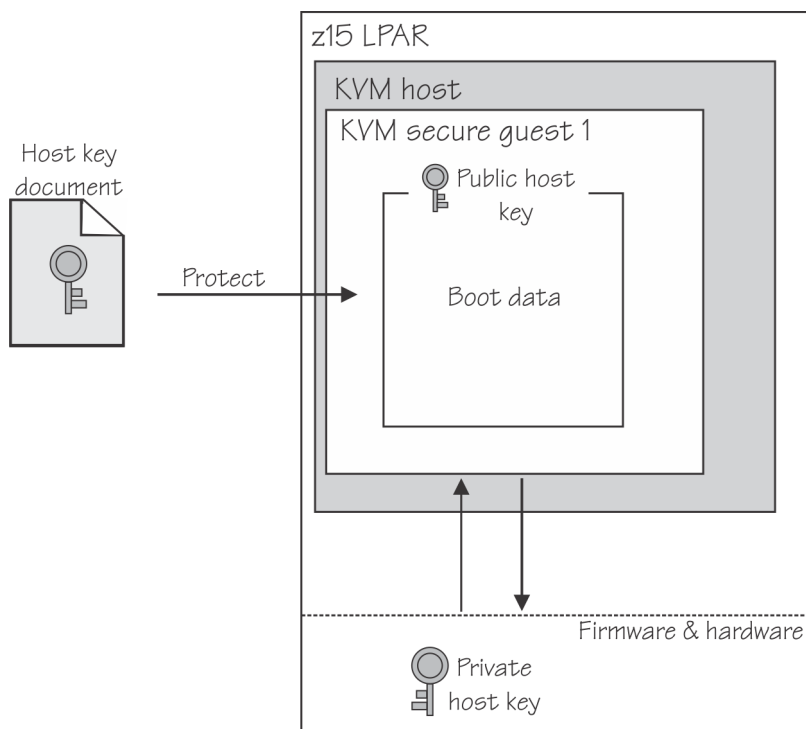 z15 LPAR
KVM host
KVM secure guest 1
Host key
document
Public host
key
Protect
Boot data
Firmware & hardware
Private
host key